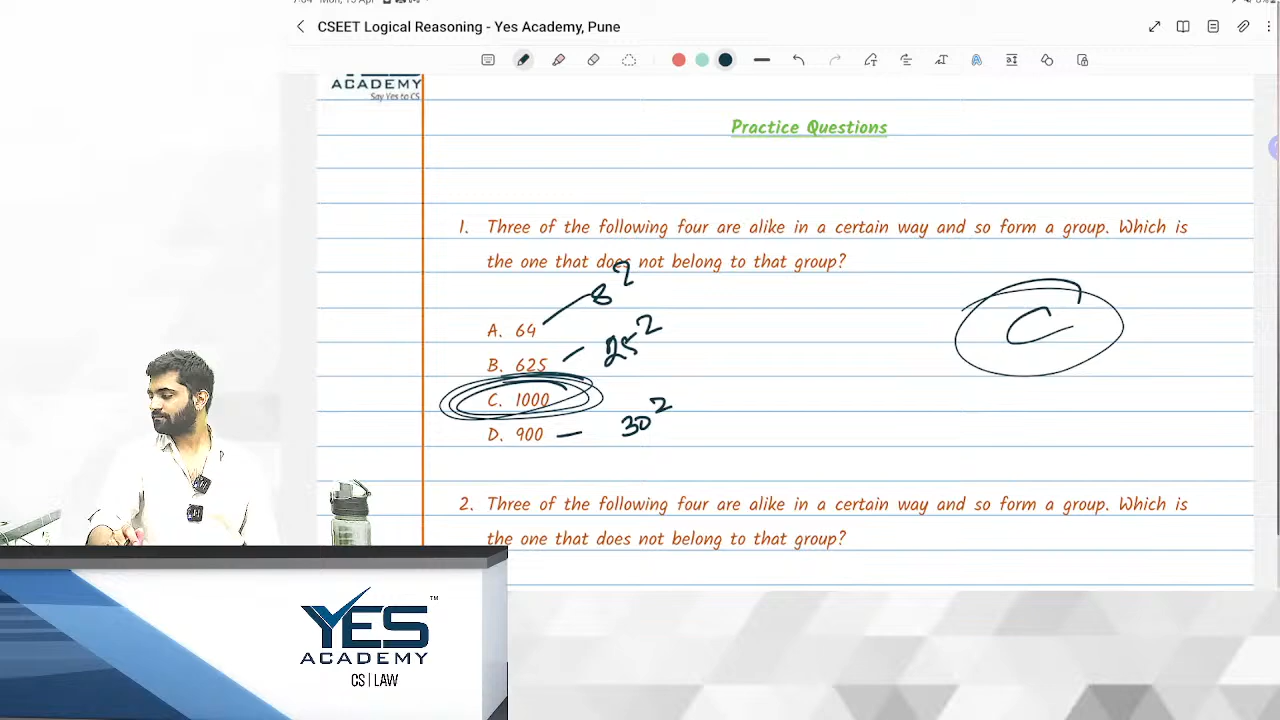 CSEET Logical Reasoning - Yes Academy, Pune
ACADEMY
Say Yes to CS
Practice Questions
1. Three of the following four are alike in a certain way and so form a group. Which is
the one that does not belong to that group?
A. 64 8²
B. 625 25²
C. 1000
D. 900 — 30²
C
2. Three of the following four are alike in a certain way and so form a group. Which is
the one that does not belong to that group?
YES™
ACADEMY
CS | LAW